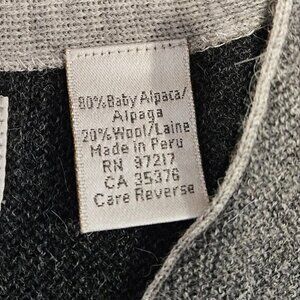 80% Baby Alpaca/
Alpaga
20% Wool/Laine
Made in Peru
RN 97217
CA 35376
Care Reverse